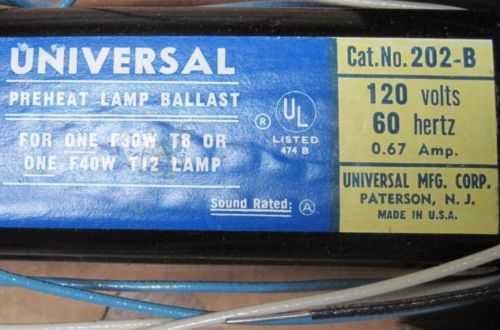 UNIVERSAL
PREHEAT LAMP BALLAST
FOR ONE F30W T8 OR
ONE F40W T12 LAMP
Sound Rated: A
®
UL
LISTED
474 B
Cat. No. 202-B
120 volts
60 hertz
0.67 Amp.
UNIVERSAL MFG. CORP.
PATERSON, N. J.
MADE IN U.S.A.